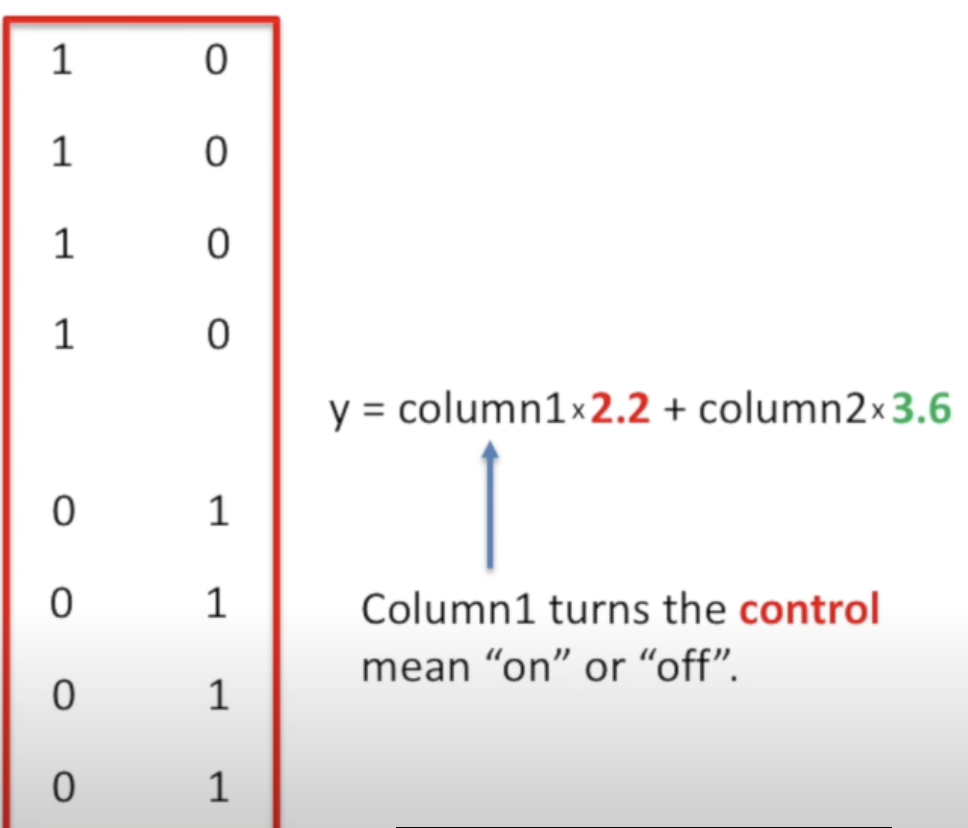 1 0
1 0
1 0
1 0
y = column1 x 2.2 + column2 x 3.6
0 1
0 1
Column1 turns the control
mean “on” or “off”.
0 1
0 1